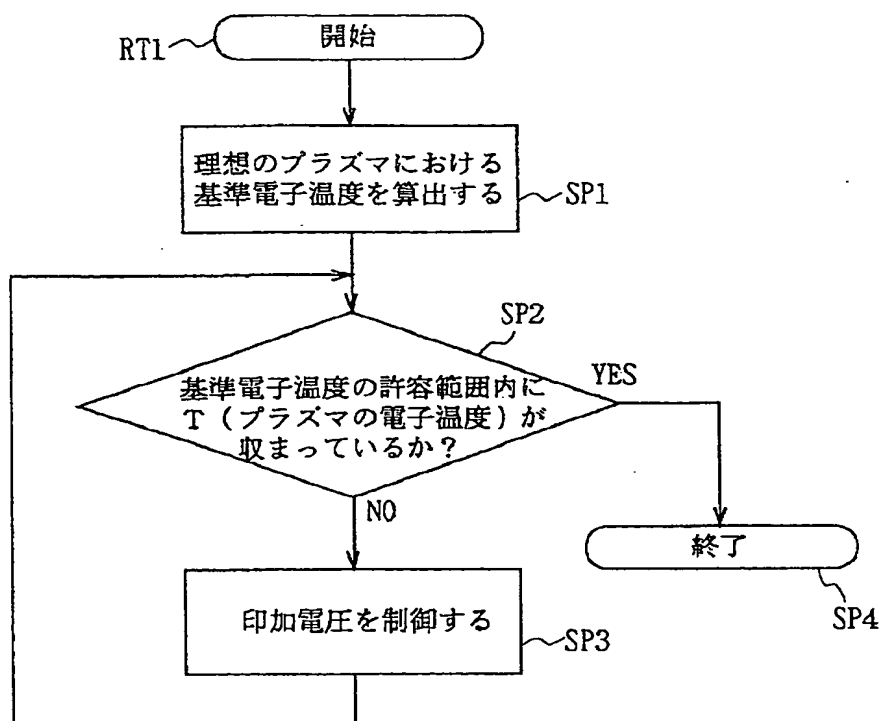 開始
RT1
理想のプラズマにおける
基準電子温度を算出する
SP1
SP2
YES
基準電子温度の許容範囲内に
T(プラズマの電子温度)が
収まっているか?
NO
終了
SP4
印加電圧を制御する
SP3